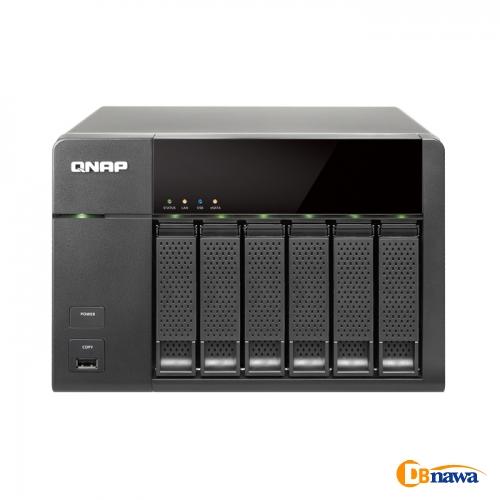 QNAP
STATUS LAN USB eSATA
POWER
COPY
DBnawa